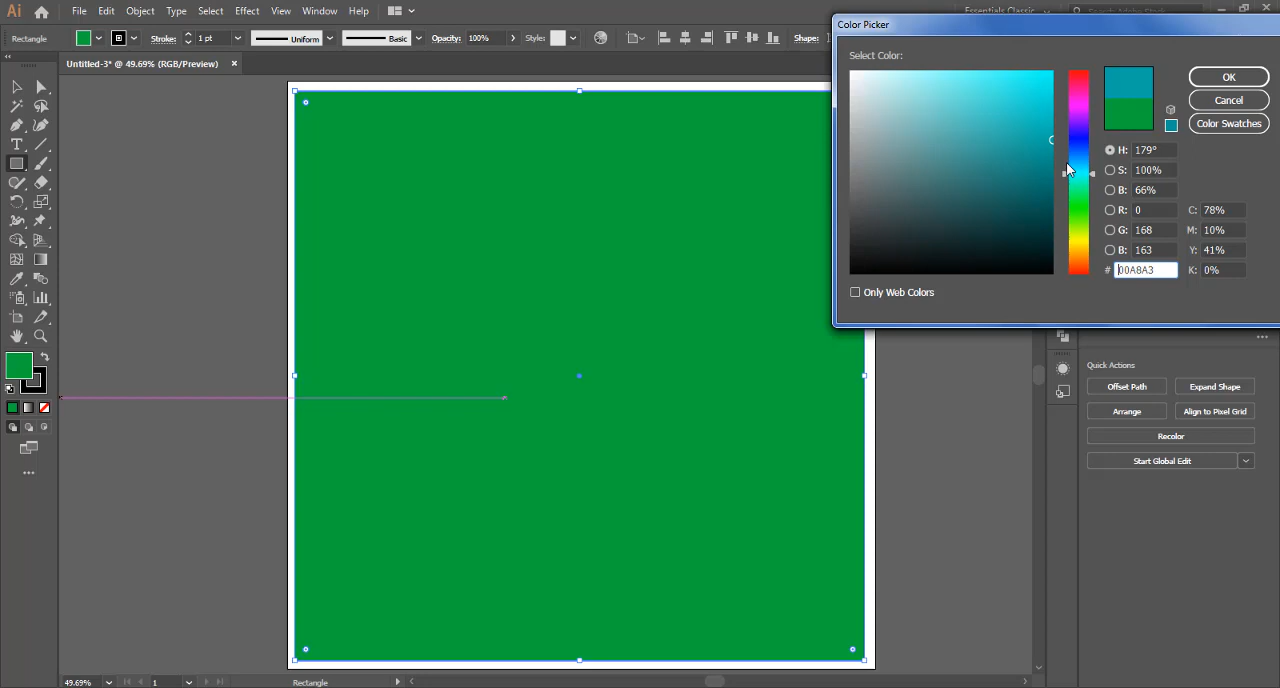 Ai File Edit Object Type Select Effect View Window Help Essentials Classic
Color Picker
Rectangle Stroke: 1 pt Uniform Basic Opacity: 100% Style: Shape:
Untitled-3* @ 49.69% (RGB/Preview) ×
Select Color:
OK
Cancel
Color Swatches
H: 179°
S: 100%
B: 66%
R: 0 C: 78%
G: 168 M: 10%
B: 163 Y: 41%
# 00A8A3 K: 0%
Only Web Colors
Quick Actions
Offset Path Expand Shape
Arrange Align to Pixel Grid
Recolor
Start Global Edit
49.69% 1 Rectangle